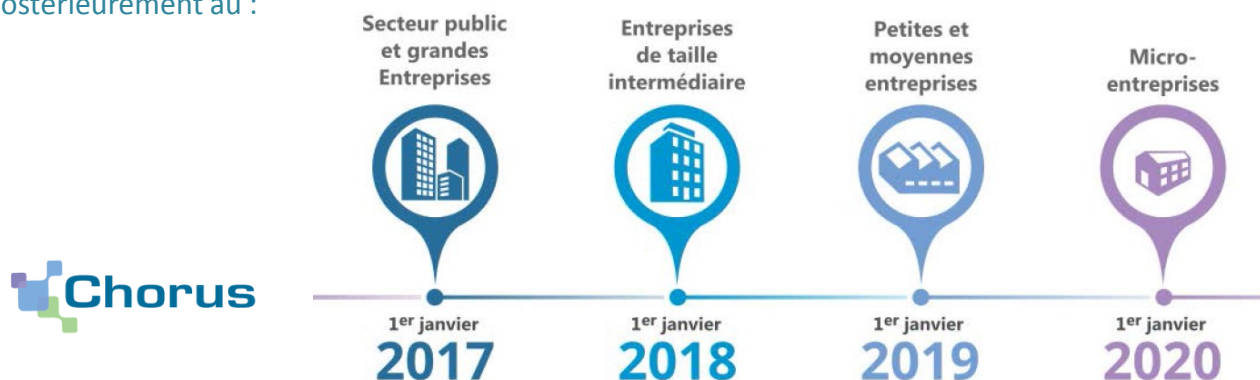 postérieurement au :
Secteur public
et grandes
Entreprises
Entreprises
de taille
intermédiaire
Petites et
moyennes
entreprises
Micro-
entreprises
Chorus
1er janvier
2017
1er janvier
2018
1er janvier
2019
1er janvier
2020